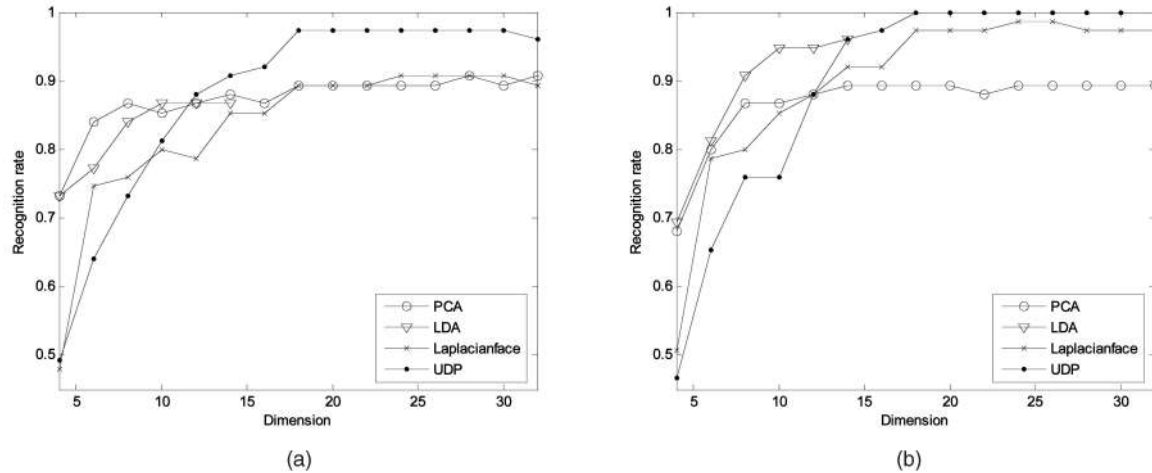 1
0.9
0.8
0.7
0.6
0.5
Recognition rate
5 10 15 20 25 30
Dimension
PCA
LDA
Laplacianface
UDP
(a)
1
0.9
0.8
0.7
0.6
0.5
Recognition rate
5 10 15 20 25 30
Dimension
PCA
LDA
Laplacianface
UDP
(b)